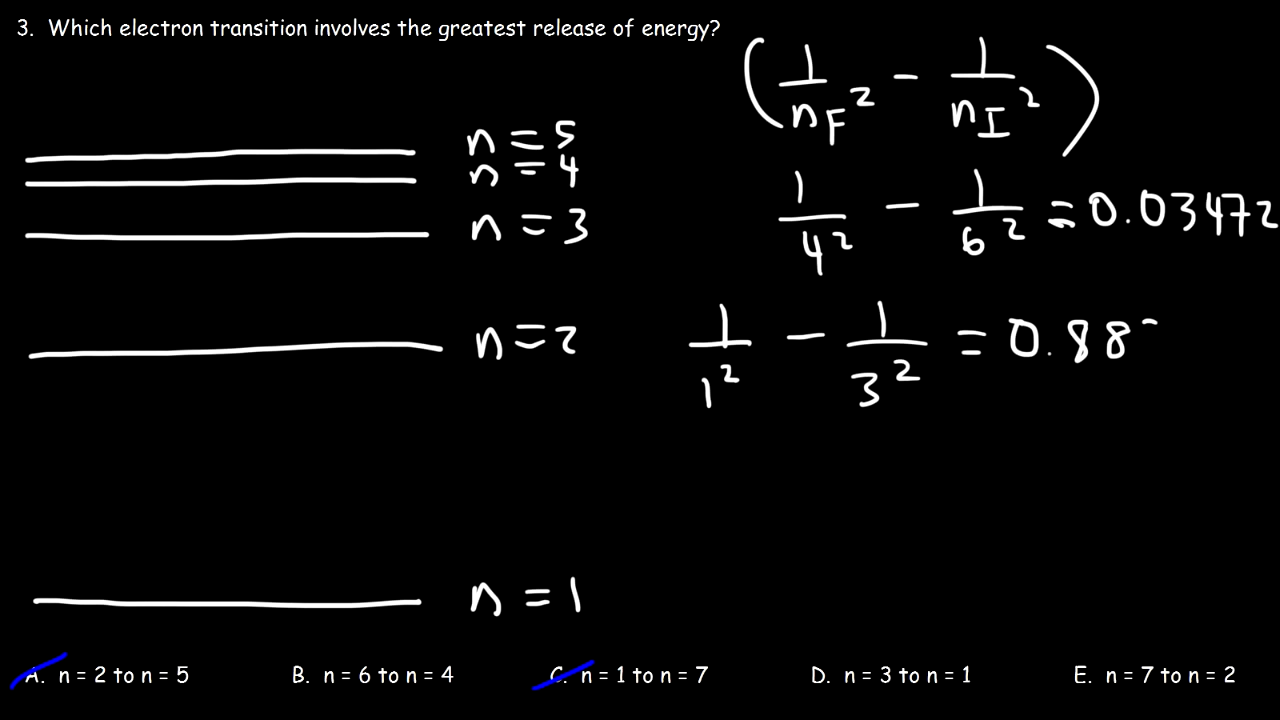 3. Which electron transition involves the greatest release of energy?
(1/n_F² - 1/n_I²)
n = 5
n = 4
1/4² - 1/6² = 0.03472
n = 3
n = 2
1/1² - 1/3² = 0.88
n = 1
A. n = 2 to n = 5 B. n = 6 to n = 4 C. n = 1 to n = 7 D. n = 3 to n = 1 E. n = 7 to n = 2